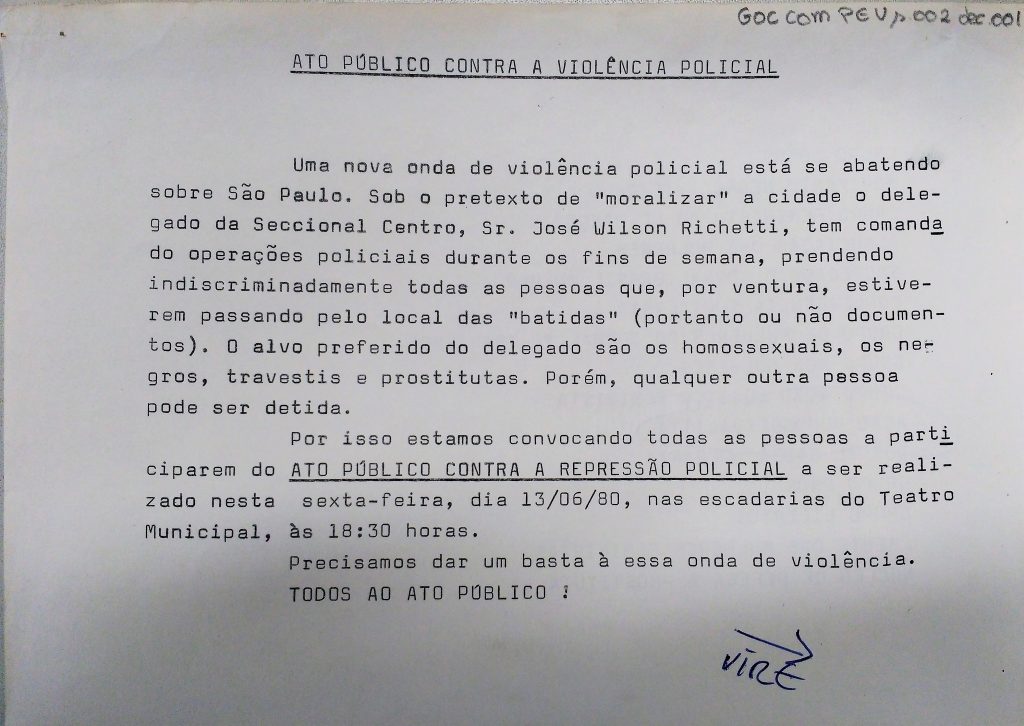 GOC COM PEV p. 002 dec. 001
ATO PÚBLICO CONTRA A VIOLÊNCIA POLICIAL
Uma nova onda de violência policial está se abatendo
sobre São Paulo. Sob o pretexto de "moralizar" a cidade o dele-
gado da Seccional Centro, Sr. José Wilson Richetti, tem comanda
do operações policiais durante os fins de semana, prendendo
indiscriminadamente todas as pessoas que, por ventura, estive-
rem passando pelo local das "batidas" (portanto ou não documen-
tos). O alvo preferido do delegado são os homossexuais, os ne-
gros, travestis e prostitutas. Porém, qualquer outra pessoa
pode ser detida.
Por isso estamos convocando todas as pessoas a parti
ciparem do ATO PÚBLICO CONTRA A REPRESSÃO POLICIAL a ser reali-
zado nesta sexta-feira, dia 13/06/80, nas escadarias do Teatro
Municipal, às 18:30 horas.
Precisamos dar um basta à essa onda de violência.
TODOS AO ATO PÚBLICO !
VIRE